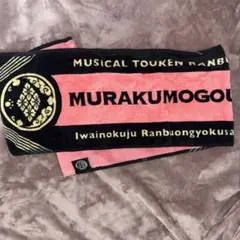 MUSICAL TOUKEN RANBU
MURAKUMOGOU
Iwainokuju Ranbuongyokusa